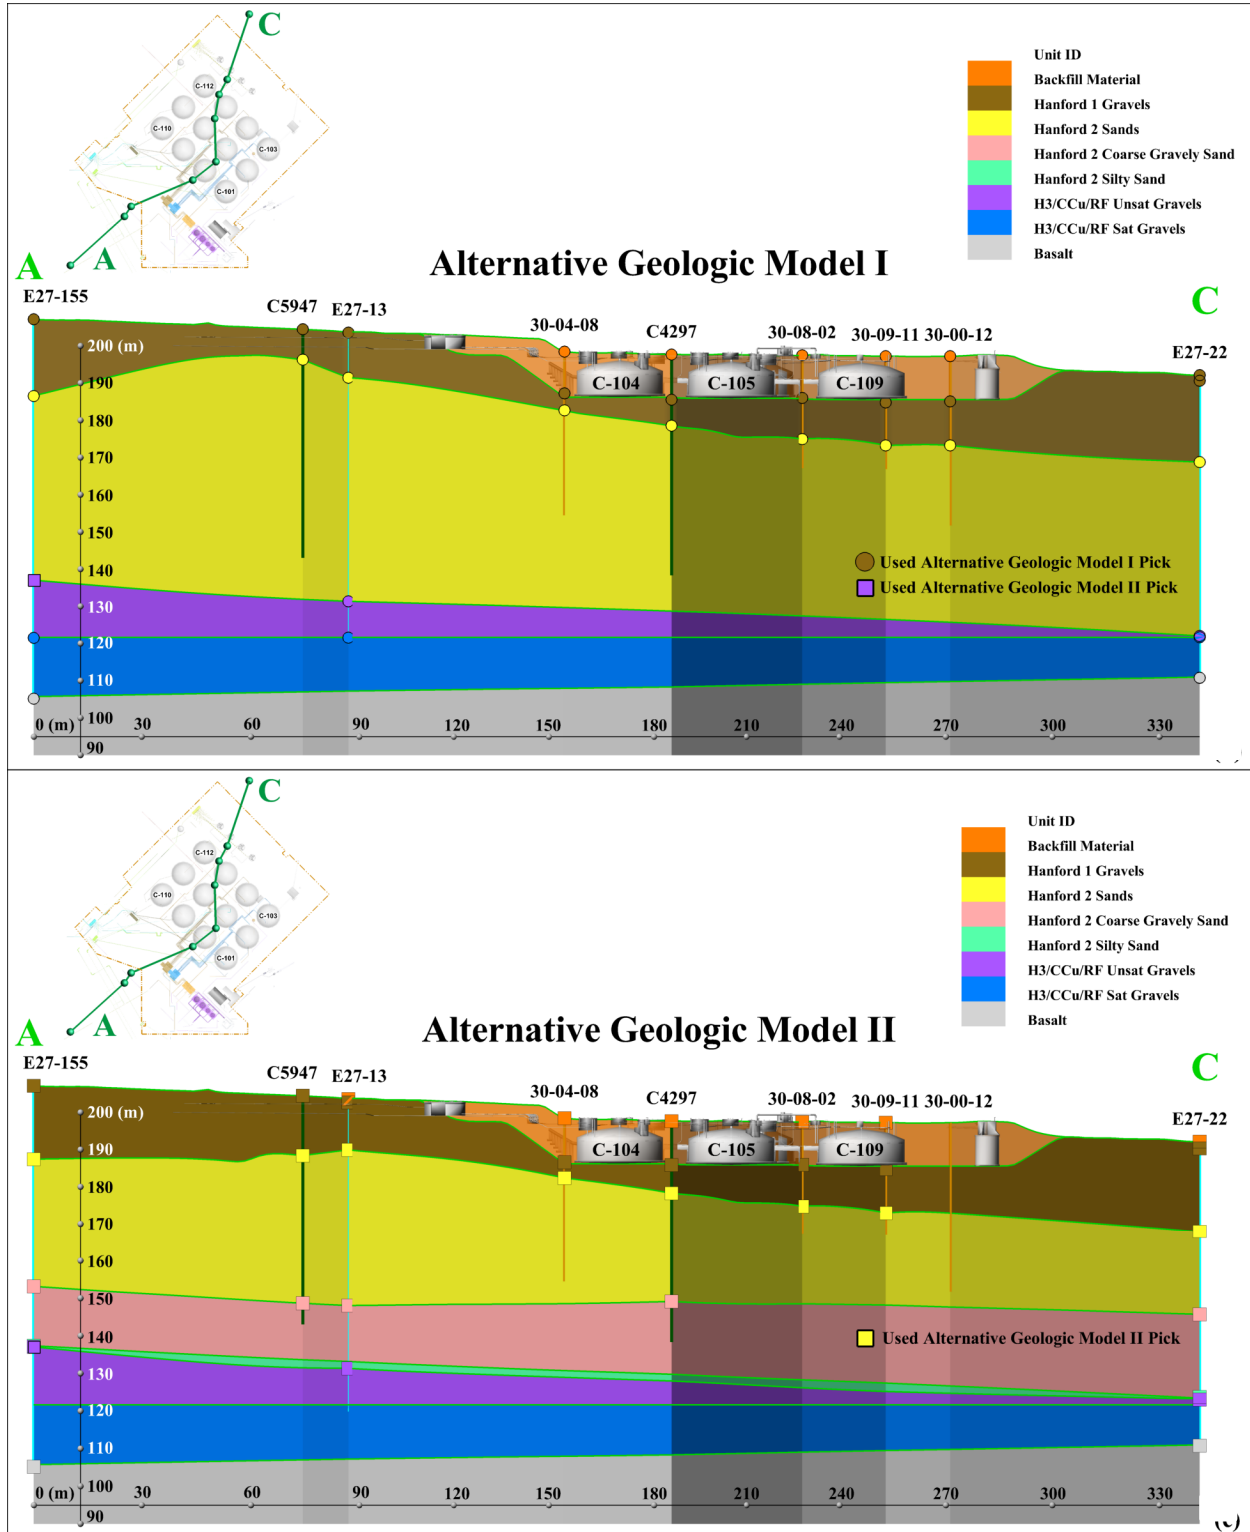 C
C-112
C-110
C-103
C-101
A
A
Unit ID
Backfill Material
Hanford 1 Gravels
Hanford 2 Sands
Hanford 2 Coarse Gravely Sand
Hanford 2 Silty Sand
H3/CCu/RF Unsat Gravels
H3/CCu/RF Sat Gravels
Basalt
Alternative Geologic Model I
C
E27-155
C5947
E27-13
30-04-08
C4297
30-08-02
30-09-11
30-00-12
E27-22
200 (m)
190
180
170
160
150
140
130
120
110
100
90
C-104
C-105
C-109
Used Alternative Geologic Model I Pick
Used Alternative Geologic Model II Pick
0 (m)
30
60
90
120
150
180
210
240
270
300
330
C
C-112
C-110
C-103
C-101
A
A
Unit ID
Backfill Material
Hanford 1 Gravels
Hanford 2 Sands
Hanford 2 Coarse Gravely Sand
Hanford 2 Silty Sand
H3/CCu/RF Unsat Gravels
H3/CCu/RF Sat Gravels
Basalt
Alternative Geologic Model II
C
E27-155
C5947
E27-13
30-04-08
C4297
30-08-02
30-09-11
30-00-12
E27-22
200 (m)
190
180
170
160
150
140
130
120
110
100
90
C-104
C-105
C-109
Used Alternative Geologic Model II Pick
0 (m)
30
60
90
120
150
180
210
240
270
300
330